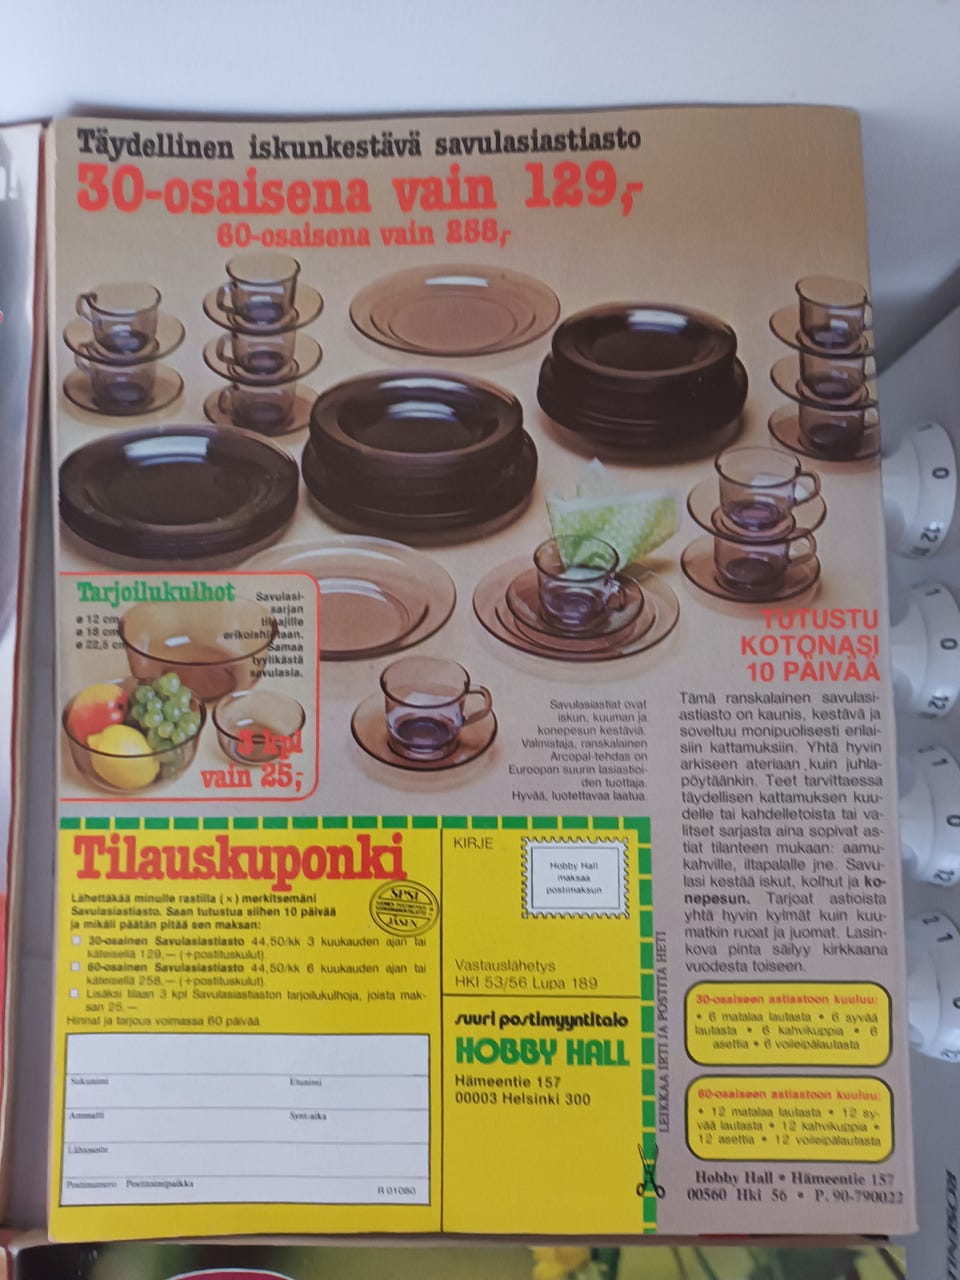 Täydellinen iskunkestävä savulasiastiasto
30-osaisena vain 129,-
60-osaisena vain 258,-
Tarjoilukulhot
ø 12 cm
ø 18 cm
ø 22,5 cm
Savulasi-
sarjan
tilaajille
erikoishintaan.
Samaa
tyylikästä
savulasia.
3 kpl
vain 25,-
Savulasiastiat ovat
iskun, kuuman ja
konepesun kestäviä.
Valmistaja, ranskalainen
Arcopal-tehdas on
Euroopan suurin lasiastioi-
den tuottaja.
Hyvää, luotettavaa laatua.
TUTUSTU
KOTONASI
10 PÄIVÄÄ
Tämä ranskalainen savulasi-
astiasto on kaunis, kestävä ja
soveltuu monipuolisesti erilai-
siin kattamuksiin. Yhtä hyvin
arkiseen ateriaan kuin juhla-
pöytäänkin. Teet tarvittaessa
täydellisen kattamuksen kuu-
delle tai kahdelletoista tai va-
litset sarjasta aina sopivat as-
tiat tilanteen mukaan: aamu-
kahville, iltapalalle jne. Savu-
lasi kestää iskut, kolhut ja ko-
nepesun. Tarjoat astioista
yhtä hyvin kylmät kuin kuu-
matkin ruoat ja juomat. Lasin-
kova pinta säilyy kirkkaana
vuodesta toiseen.
30-osaiseen astiastoon kuuluu:
• 6 matalaa lautasta • 6 syvää
lautasta • 6 kahvikuppia • 6
asettia • 6 voileipälautasta
60-osaiseen astiastoon kuuluu:
• 12 matalaa lautasta • 12 sy-
vää lautasta • 12 kahvikuppia •
12 asettia • 12 voileipälautasta
Hobby Hall • Hämeentie 157
00560 Hki 56 • P. 90-790022
Tilauskuponki
Lähettäkää minulle rastilla (×) merkitsemäni
Savulasiastiasto. Saan tutustua siihen 10 päivää
ja mikäli päätän pitää sen maksan:
30-osainen Savulasiastiasto 44,50/kk 3 kuukauden ajan tai
käteisellä 129,— (+postituskulut).
60-osainen Savulasiastiasto 44,50/kk 6 kuukauden ajan tai
käteisellä 258,— (+postituskulut).
Lisäksi tilaan 3 kpl Savulasiastiaston tarjoilukulhoja, joista mak-
san 25,—
Hinnat ja tarjous voimassa 60 päivää.
SPSL
JÄSEN
Sukunimi Etunimi
Ammatti Synt.aika
Lähiosoite
Postinumero Postitoimipaikka
R 01080
KIRJE
Hobby Hall
maksaa
postimaksun
Vastauslähetys
HKI 53/56 Lupa 189
suuri postimyyntitalo
HOBBY HALL
Hämeentie 157
00003 Helsinki 300
LEIKKAA IRTI JA POSTITA HETI